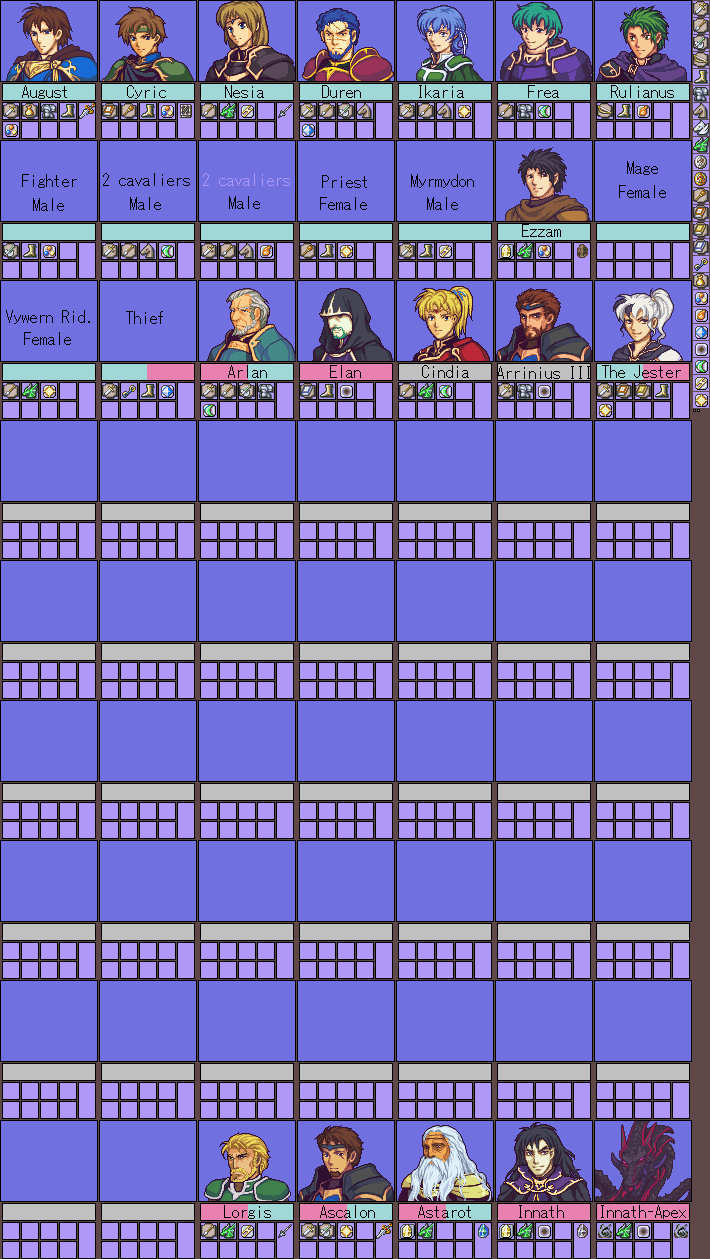 August
Cyric
Nesia
Duren
Ikaria
Frea
Rulianus
Fighter
Male
2 cavaliers
Male
2 cavaliers
Male
Priest
Female
Myrmydon
Male
Ezzam
Mage
Female
Vywern Rid.
Female
Thief
Arlan
Elan
Cindia
Arrinius III
The Jester
Lorgis
Ascalon
Astarot
Innath
Innath-Apex